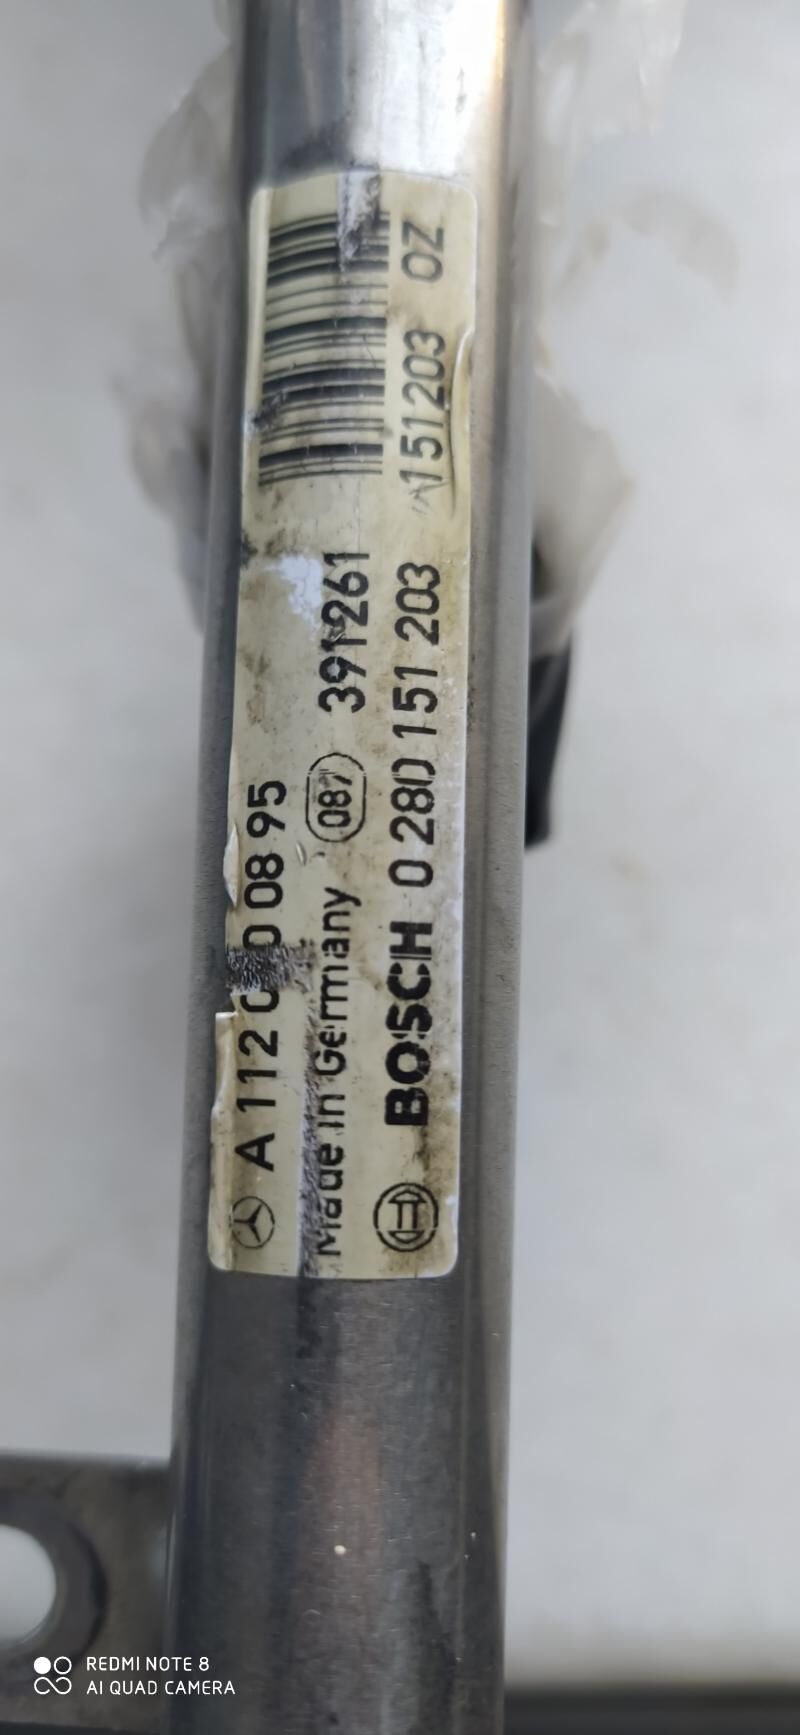 A 112 0 0 08 95
Made in Germany 087 391261
BOSCH 0 280 151 203
151203 OZ
REDMI NOTE 8
AI QUAD CAMERA